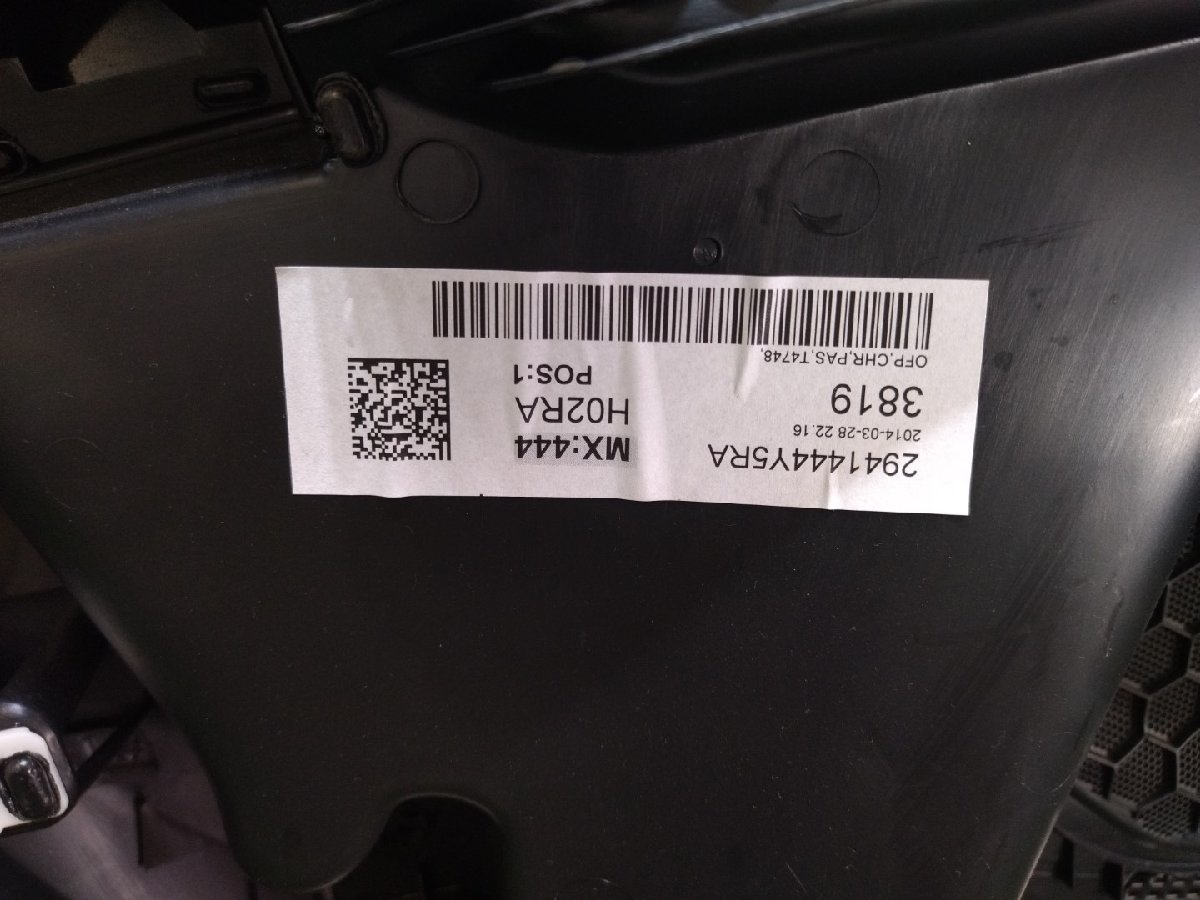 2941444Y5RA
2014-03-28 22.16
3819
OFP,CHR,PAS,T4748,
MX:444
H02RA
POS:1